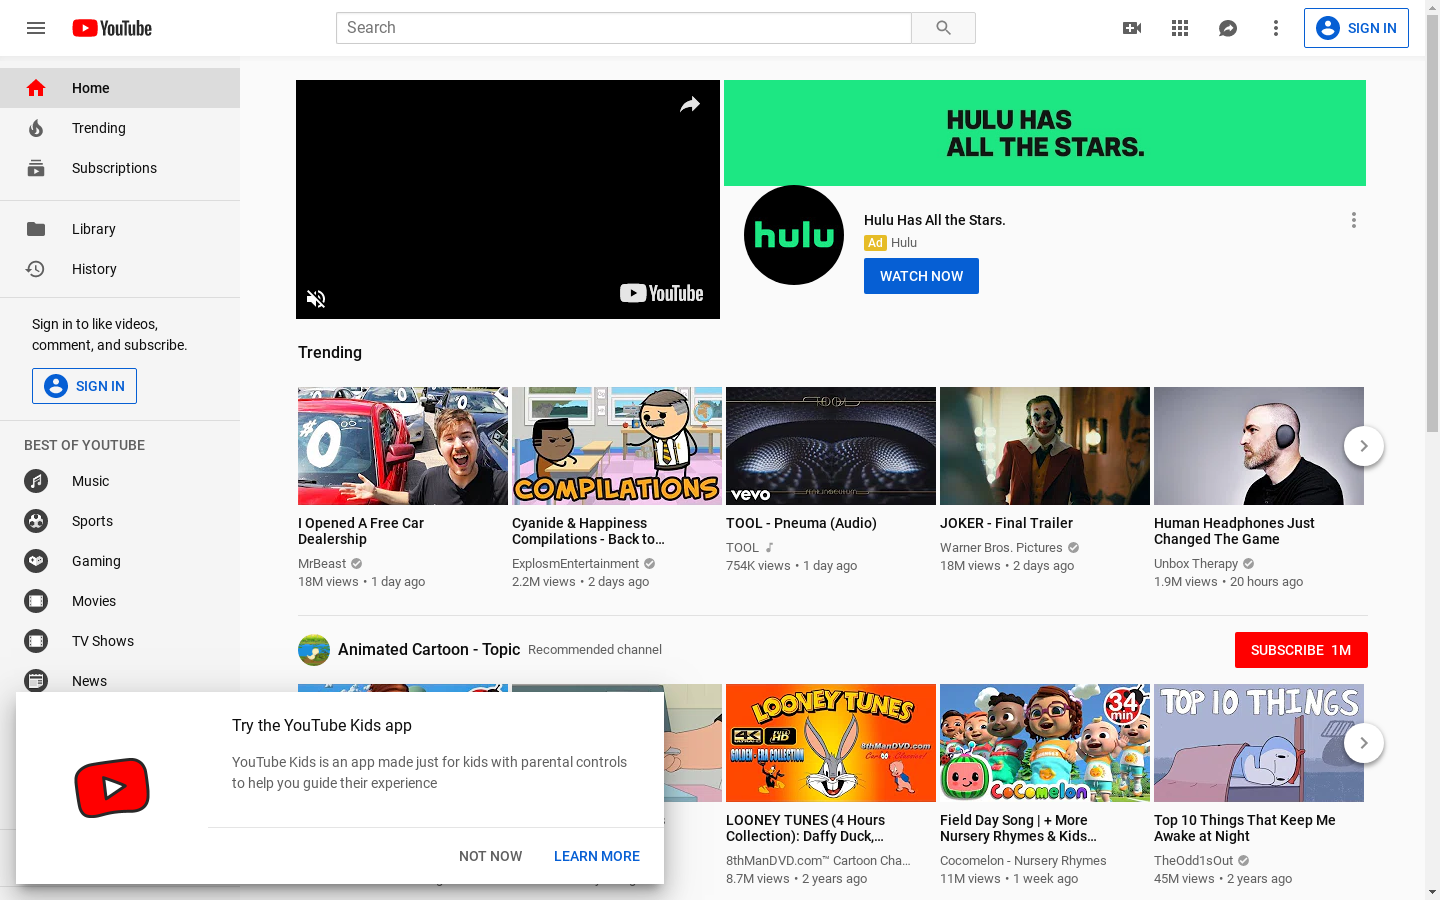 YouTube
Search
SIGN IN
Home
Trending
Subscriptions
Library
History
Sign in to like videos,
comment, and subscribe.
SIGN IN
BEST OF YOUTUBE
Music
Sports
Gaming
Movies
TV Shows
News
YouTube
HULU HAS
ALL THE STARS.
hulu
Hulu Has All the Stars.
Ad Hulu
WATCH NOW
Trending
#0
COMPILATIONS
TOOL
vevo
I Opened A Free Car
Dealership
MrBeast
18M views • 1 day ago
Cyanide & Happiness
Compilations - Back to…
ExplosmEntertainment
2.2M views • 2 days ago
TOOL - Pneuma (Audio)
TOOL
754K views • 1 day ago
JOKER - Final Trailer
Warner Bros. Pictures
18M views • 2 days ago
Human Headphones Just
Changed The Game
Unbox Therapy
1.9M views • 20 hours ago
Animated Cartoon - Topic Recommended channel
SUBSCRIBE 1M
LOONEY TUNES
4K HD
GOLDEN - ERA COLLECTION
8thManDVD.com
34
min
CoComelon
TOP 10 THINGS
LOONEY TUNES (4 Hours
Collection): Daffy Duck,…
8thManDVD.com™ Cartoon Cha…
8.7M views • 2 years ago
Field Day Song | + More
Nursery Rhymes & Kids…
Cocomelon - Nursery Rhymes
11M views • 1 week ago
Top 10 Things That Keep Me
Awake at Night
TheOdd1sOut
45M views • 2 years ago
Try the YouTube Kids app
YouTube Kids is an app made just for kids with parental controls
to help you guide their experience
NOT NOW
LEARN MORE